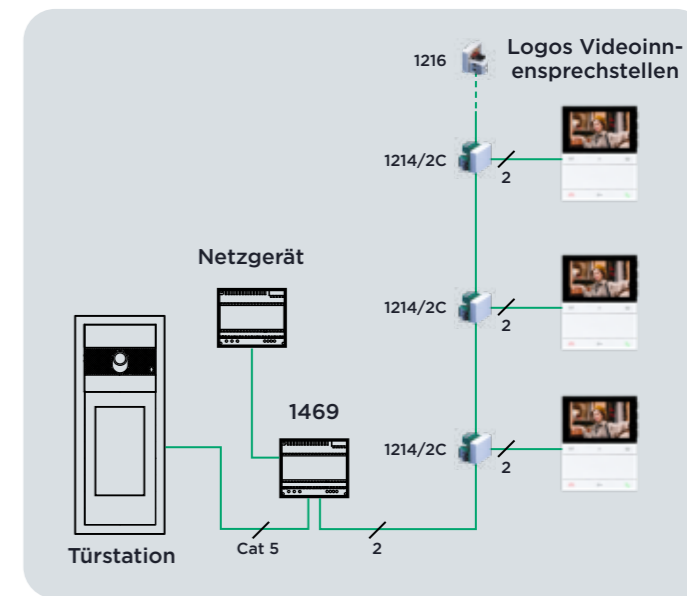 1216
Logos Videoinn-
ensprechstellen
1214/2C
2
Netzgerät
1214/2C
2
1469
1214/2C
2
Türstation
Cat 5
2